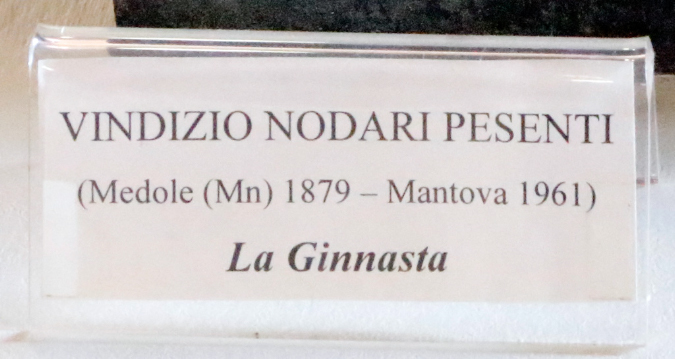 VINDIZIO NODARI PESENTI
(Medole (Mn) 1879 – Mantova 1961)
La Ginnasta